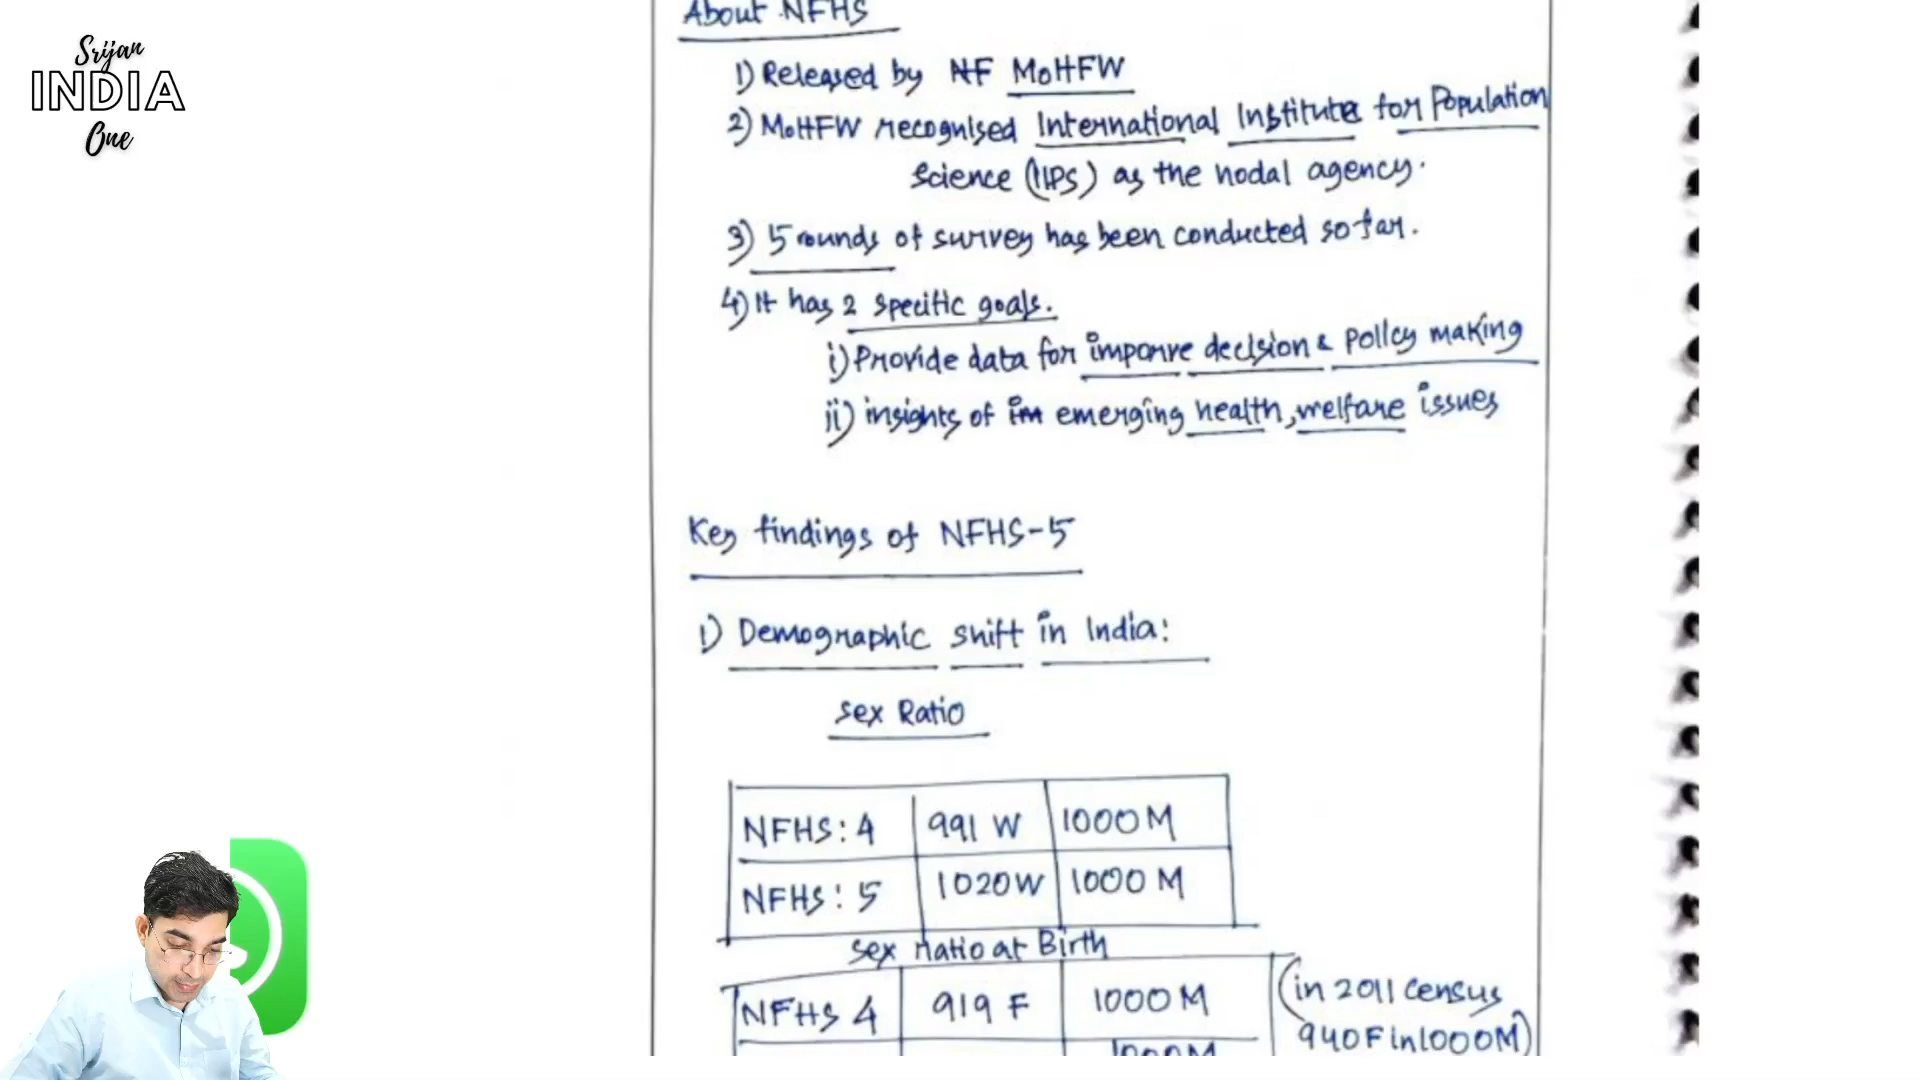 Srijan
INDIA
One
About NFHS
1) Released by NF MoHFW
2) MoHFW recognised International Institute for Population
Science (IIPS) as the nodal agency.
3) 5 rounds of survey has been conducted so far.
4) It has 2 specific goals.
i) Provide data for imporve decision & policy making
ii) insights of im emerging health, welfare issues
Key findings of NFHS-5
1) Demographic shift in India:
Sex Ratio
NFHS: 4 991 W 1000 M
NFHS: 5 1020 W 1000 M
Sex ratio at Birth
NFHS 4 919 F 1000 M
(in 2011 census
940 F in 1000M)
1000M